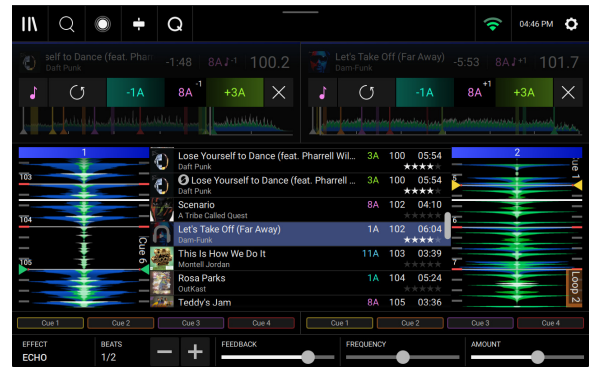 04:46 PM
self to Dance (feat. Phar
Daft Punk
-1:48
8A -1
100.2
Let's Take Off (Far Away)
Dam-Funk
-5:53
8A +1
101.7
-1A
8A -1
+3A
-1A
8A +1
+3A
1
2
103
104
105
Cue 6
Lose Yourself to Dance (feat. Pharrell Wil... 3A 100 05:54
Daft Punk
Lose Yourself to Dance (feat. Pharrell ... 3A 100 05:54
Daft Punk
Scenario 8A 102 04:10
A Tribe Called Quest
Let's Take Off (Far Away) 1A 102 06:04
Dam-Funk
This Is How We Do It 11A 103 03:39
Montell Jordan
Rosa Parks 1A 104 05:24
OutKast
Teddy's Jam 8A 105 03:36
Cue 1
6
7
Loop 2
Cue 1 Cue 2 Cue 3 Cue 4
Cue 1 Cue 2 Cue 3 Cue 4
EFFECT
ECHO
BEATS
1/2
FEEDBACK
FREQUENCY
AMOUNT